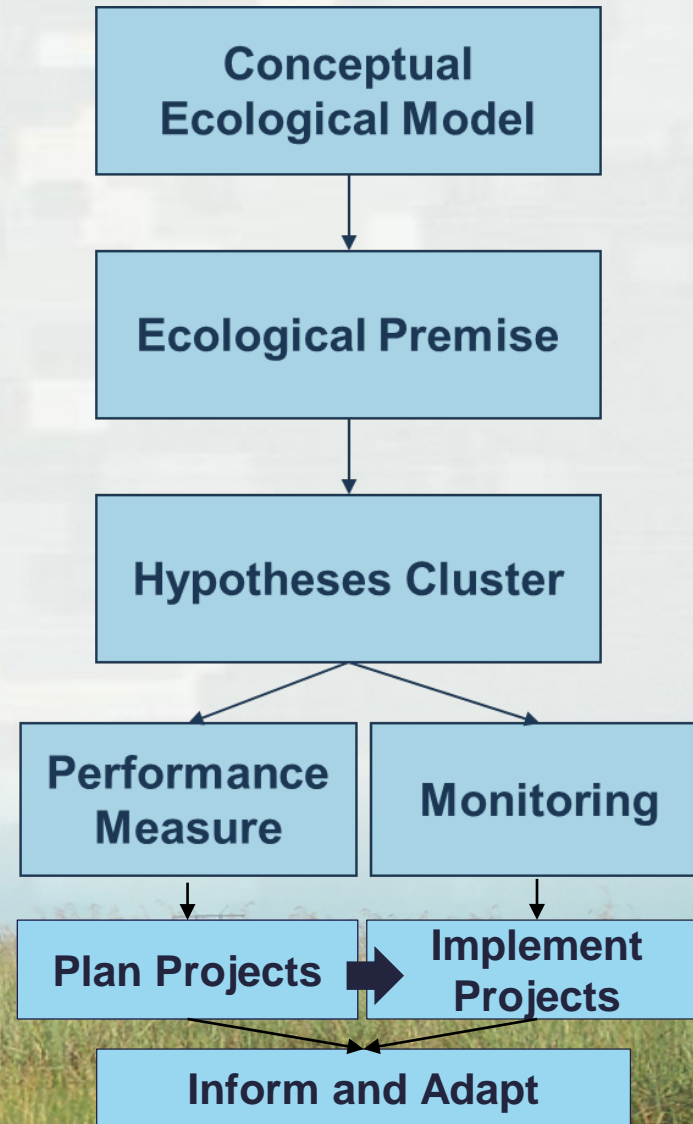 Conceptual
Ecological Model
Ecological Premise
Hypotheses Cluster
Performance
Measure
Monitoring
Plan Projects
Implement
Projects
Inform and Adapt